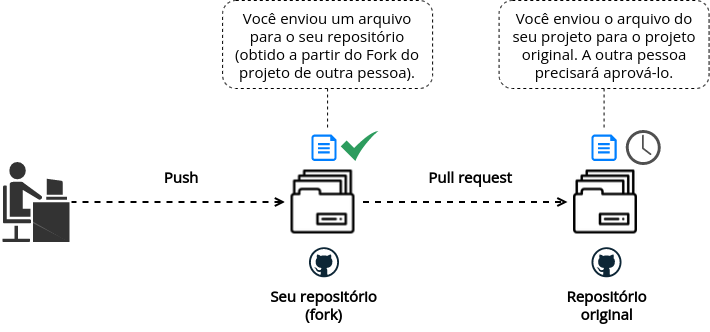 Você enviou um arquivo
para o seu repositório
(obtido a partir do Fork do
projeto de outra pessoa).
Você enviou o arquivo do
seu projeto para o projeto
original. A outra pessoa
precisará aprová-lo.
Push
Pull request
Seu repositório
(fork)
Repositório
original